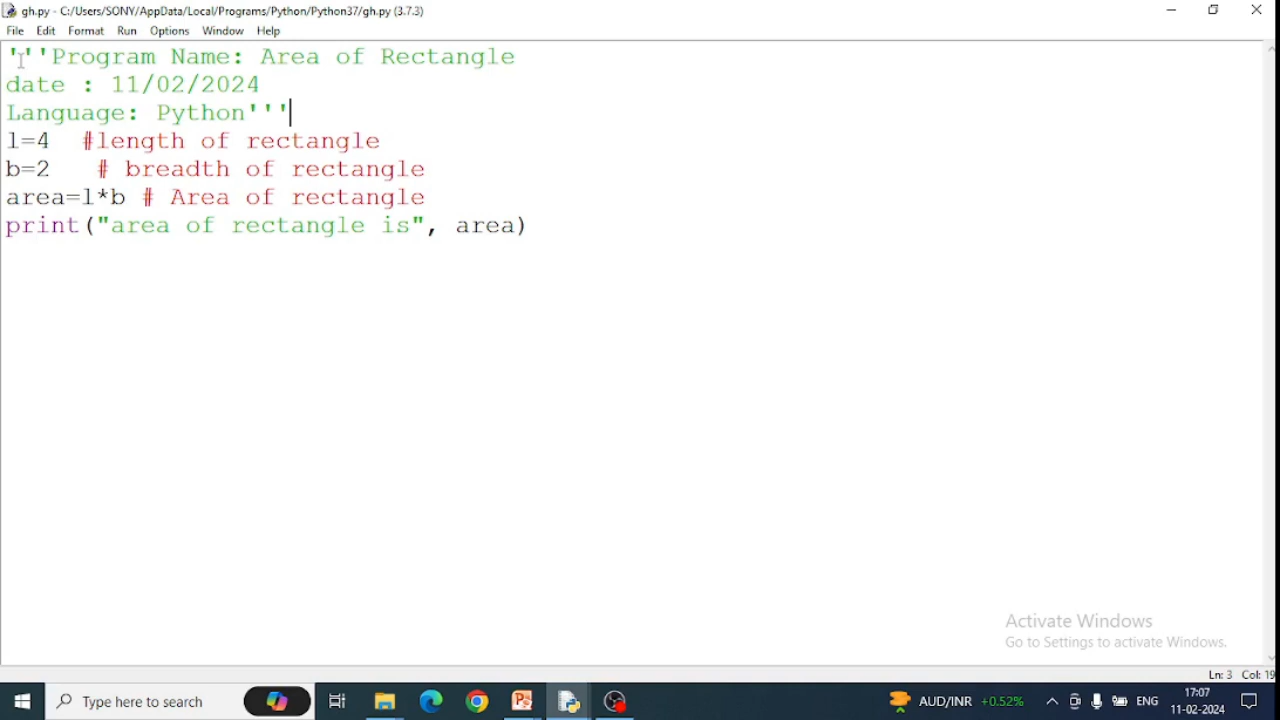 gh.py - C:/Users/SONY/AppData/Local/Programs/Python/Python37/gh.py (3.7.3)
File Edit Format Run Options Window Help
'''Program Name: Area of Rectangle
date : 11/02/2024
Language: Python'''
l=4  #length of rectangle
b=2   # breadth of rectangle
area=l*b # Area of rectangle
print("area of rectangle is", area)
Activate Windows
Go to Settings to activate Windows.
Ln: 3 Col: 19
Type here to search
AUD/INR +0.52%
ENG
17:07
11-02-2024